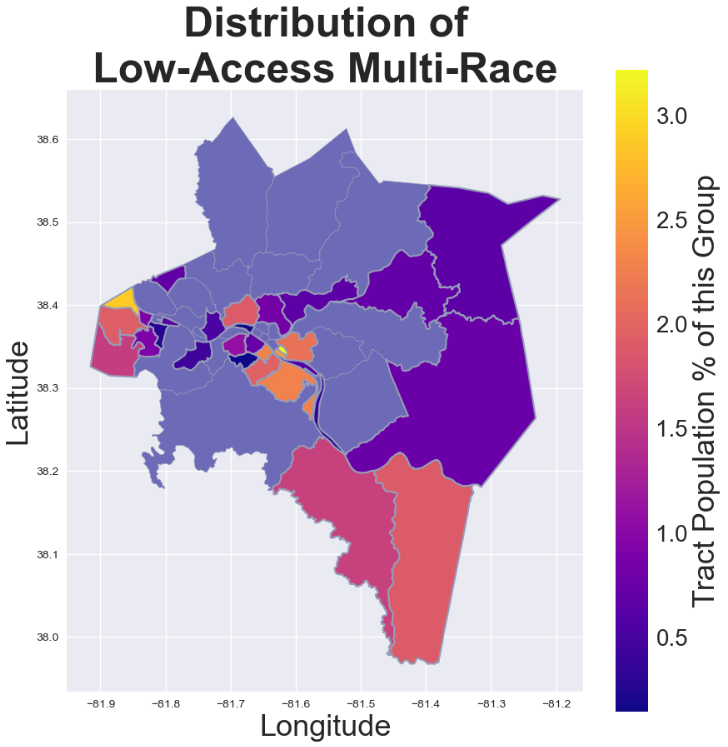 Distribution of
Low-Access Multi-Race
38.6
38.5
38.4
38.3
38.2
38.1
38.0
Latitude
−81.9 −81.8 −81.7 −81.6 −81.5 −81.4 −81.3 −81.2
Longitude
3.0
2.5
2.0
1.5
1.0
0.5
Tract Population % of this Group